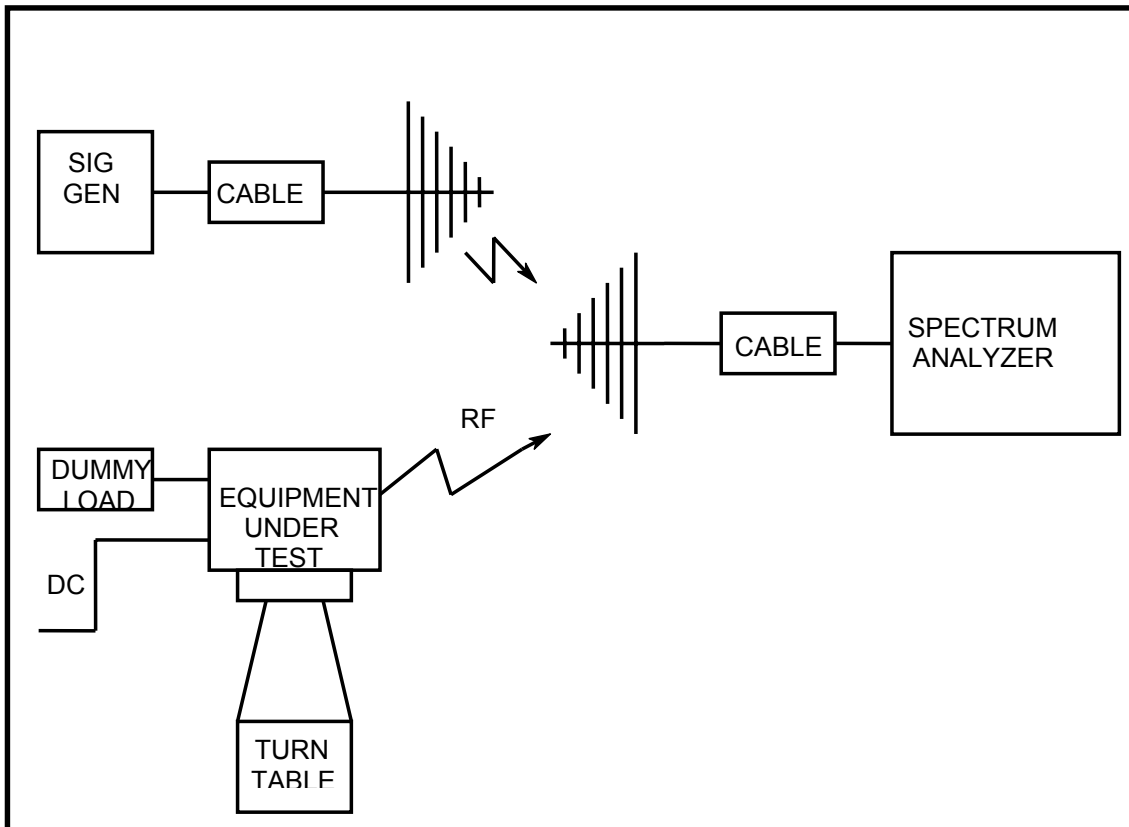 SIG
GEN
CABLE
CABLE
SPECTRUM
ANALYZER
RF
DUMMY
LOAD
EQUIPMENT
UNDER
TEST
DC
TURN
TABLE